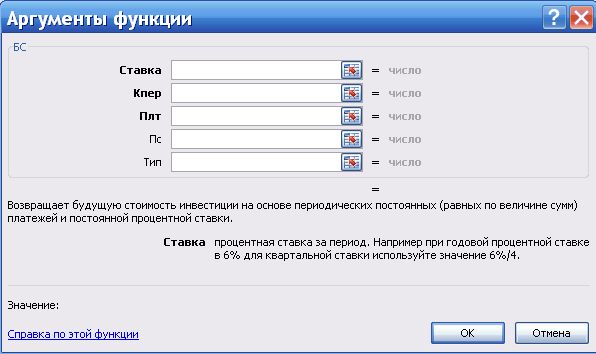 Аргументы функции
БС
Ставка = число
Кпер = число
Плт = число
Пс = число
Тип = число
=
Возвращает будущую стоимость инвестиции на основе периодических постоянных (равных по величине сумм)
платежей и постоянной процентной ставки.
Ставка процентная ставка за период. Например при годовой процентной ставке
в 6% для квартальной ставки используйте значение 6%/4.
Значение:
Справка по этой функции
OK Отмена